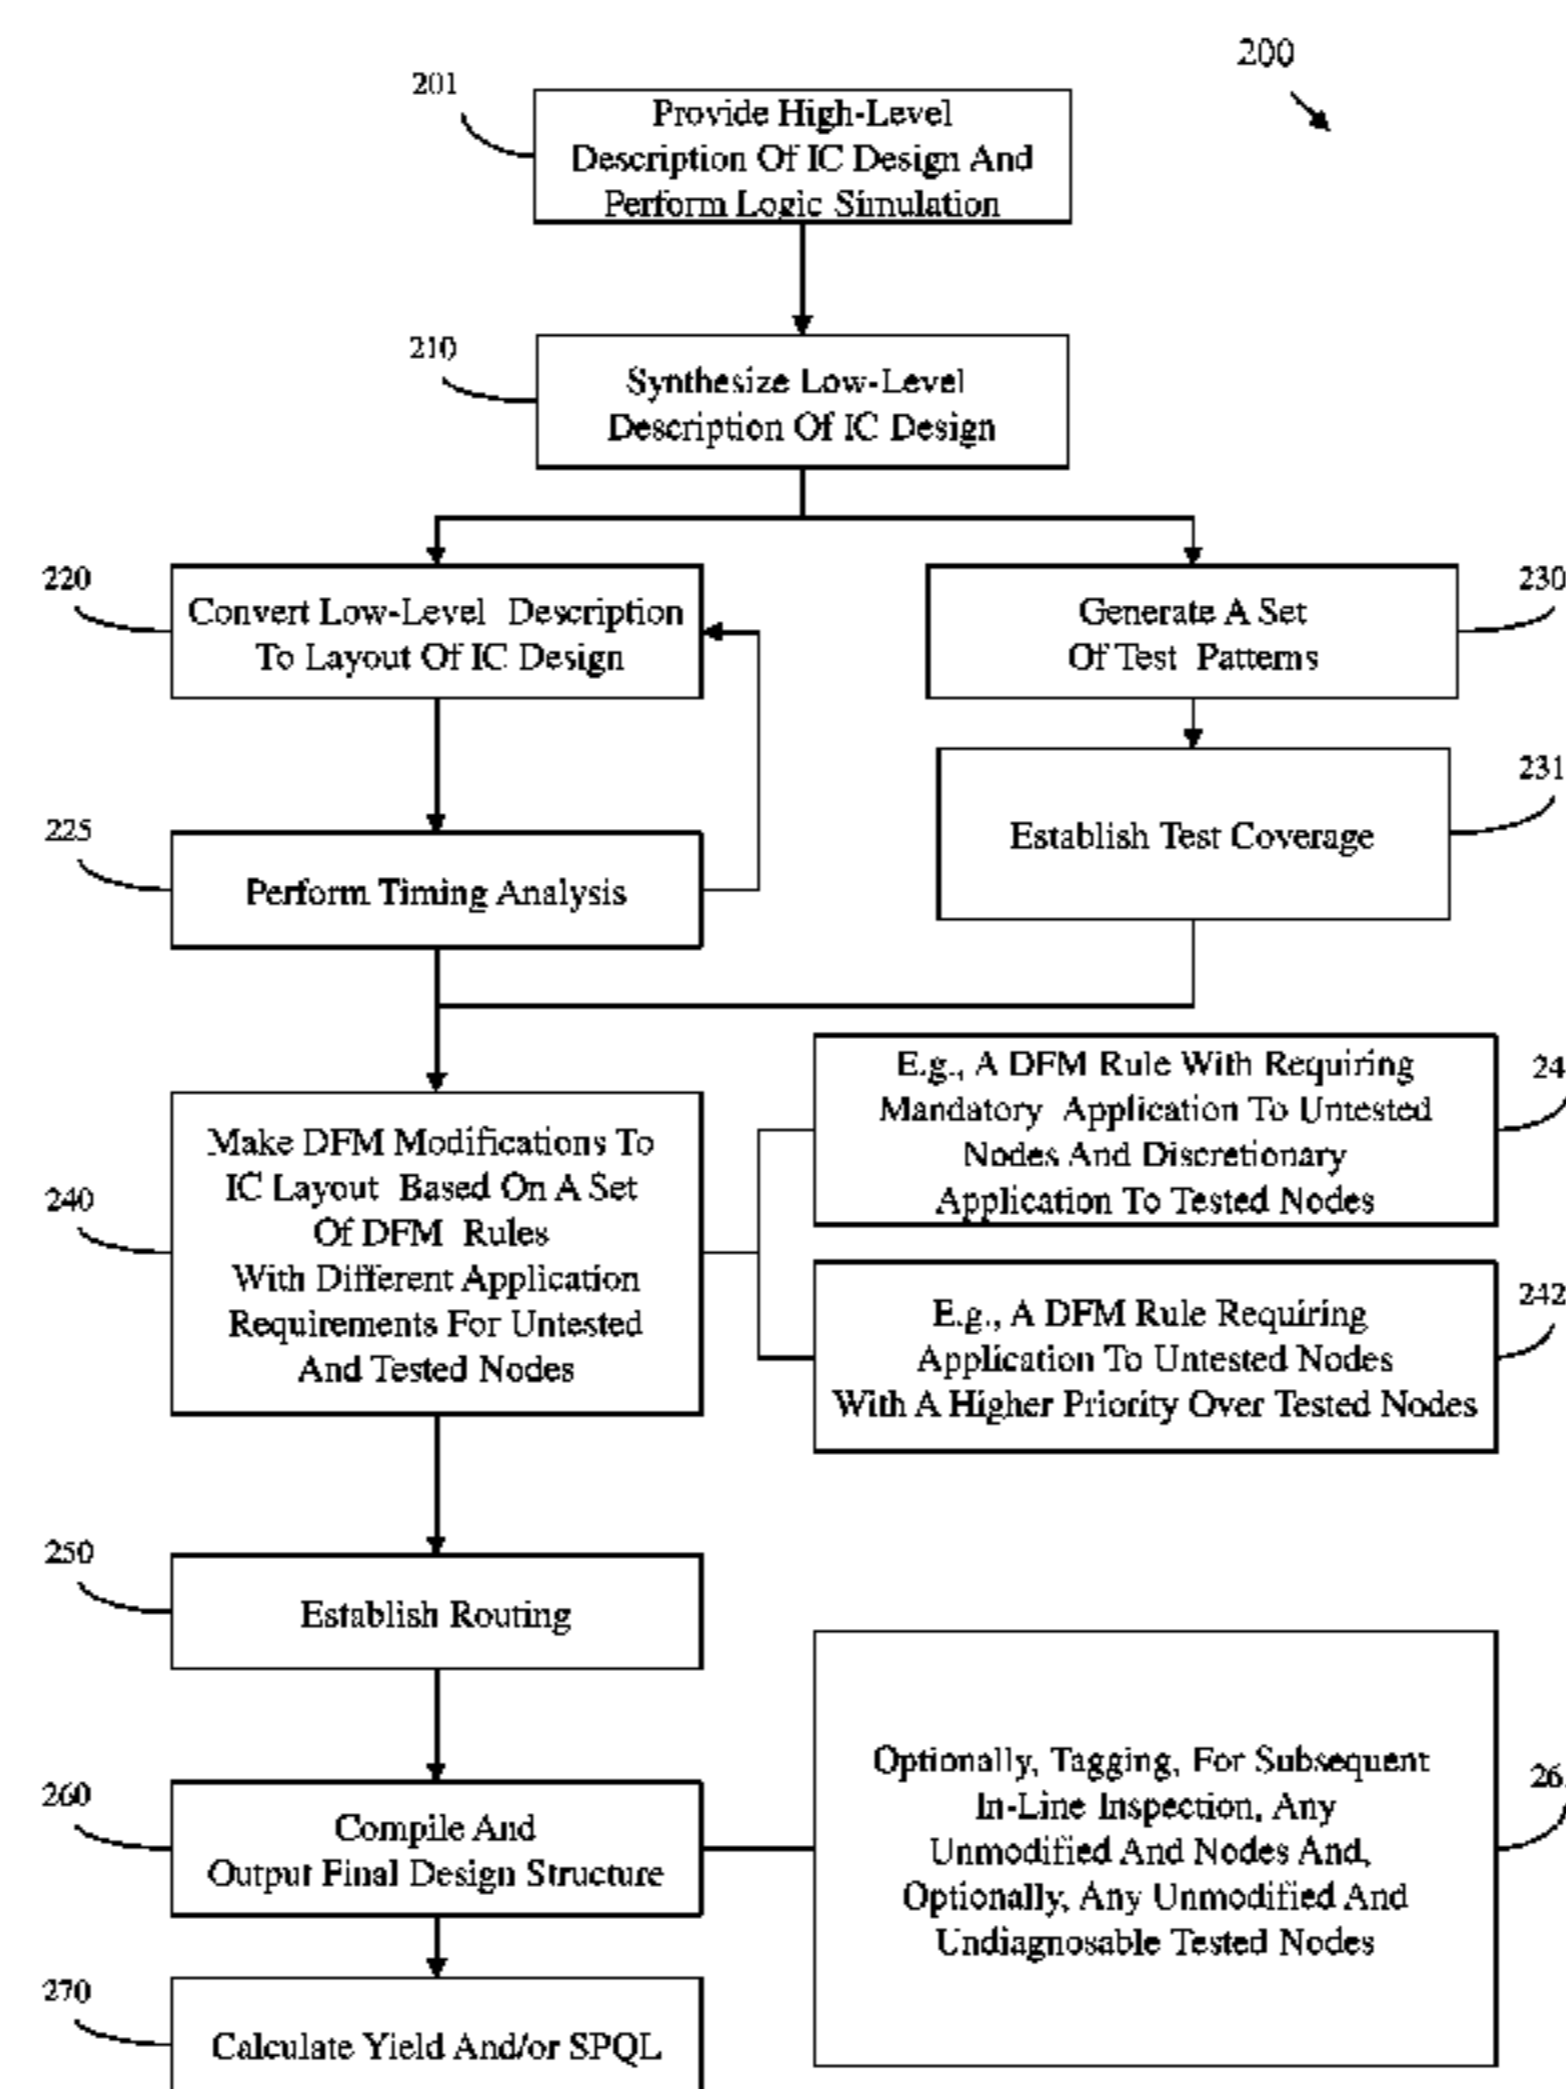 200
201
Provide High-Level
Description Of IC Design And
Perform Logic Simulation
210
Synthesize Low-Level
Description Of IC Design
220
Convert Low-Level Description
To Layout Of IC Design
230
Generate A Set
Of Test Patterns
225
Perform Timing Analysis
231
Establish Test Coverage
240
Make DFM Modifications To
IC Layout Based On A Set
Of DFM Rules
With Different Application
Requirements For Untested
And Tested Nodes
24
E.g., A DFM Rule With Requiring
Mandatory Application To Untested
Nodes And Discretionary
Application To Tested Nodes
242
E.g., A DFM Rule Requiring
Application To Untested Nodes
With A Higher Priority Over Tested Nodes
250
Establish Routing
260
Compile And
Output Final Design Structure
26
Optionally, Tagging, For Subsequent
In-Line Inspection, Any
Unmodified And Nodes And,
Optionally, Any Unmodified And
Undiagnosable Tested Nodes
270
Calculate Yield And/or SPQL